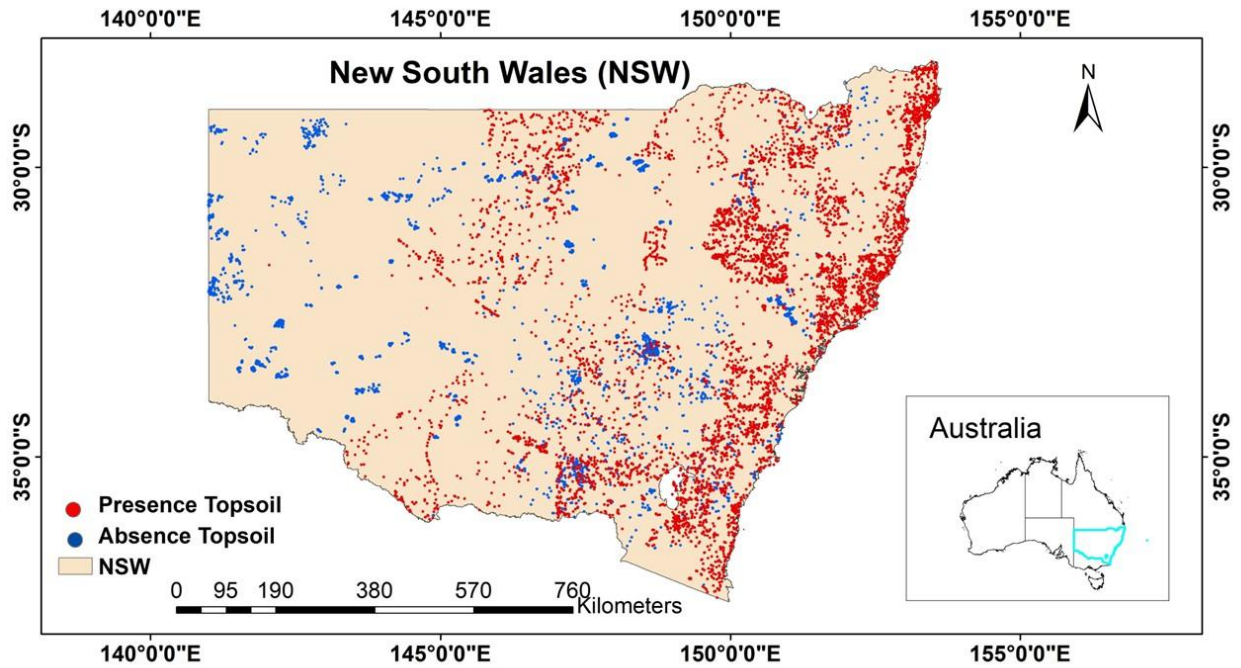 140°0'0"E 145°0'0"E 150°0'0"E 155°0'0"E
New South Wales (NSW)
N
30°0'0"S 30°0'0"S
Australia
35°0'0"S 35°0'0"S
Presence Topsoil
Absence Topsoil
NSW
0 95 190 380 570 760
Kilometers
140°0'0"E 145°0'0"E 150°0'0"E 155°0'0"E